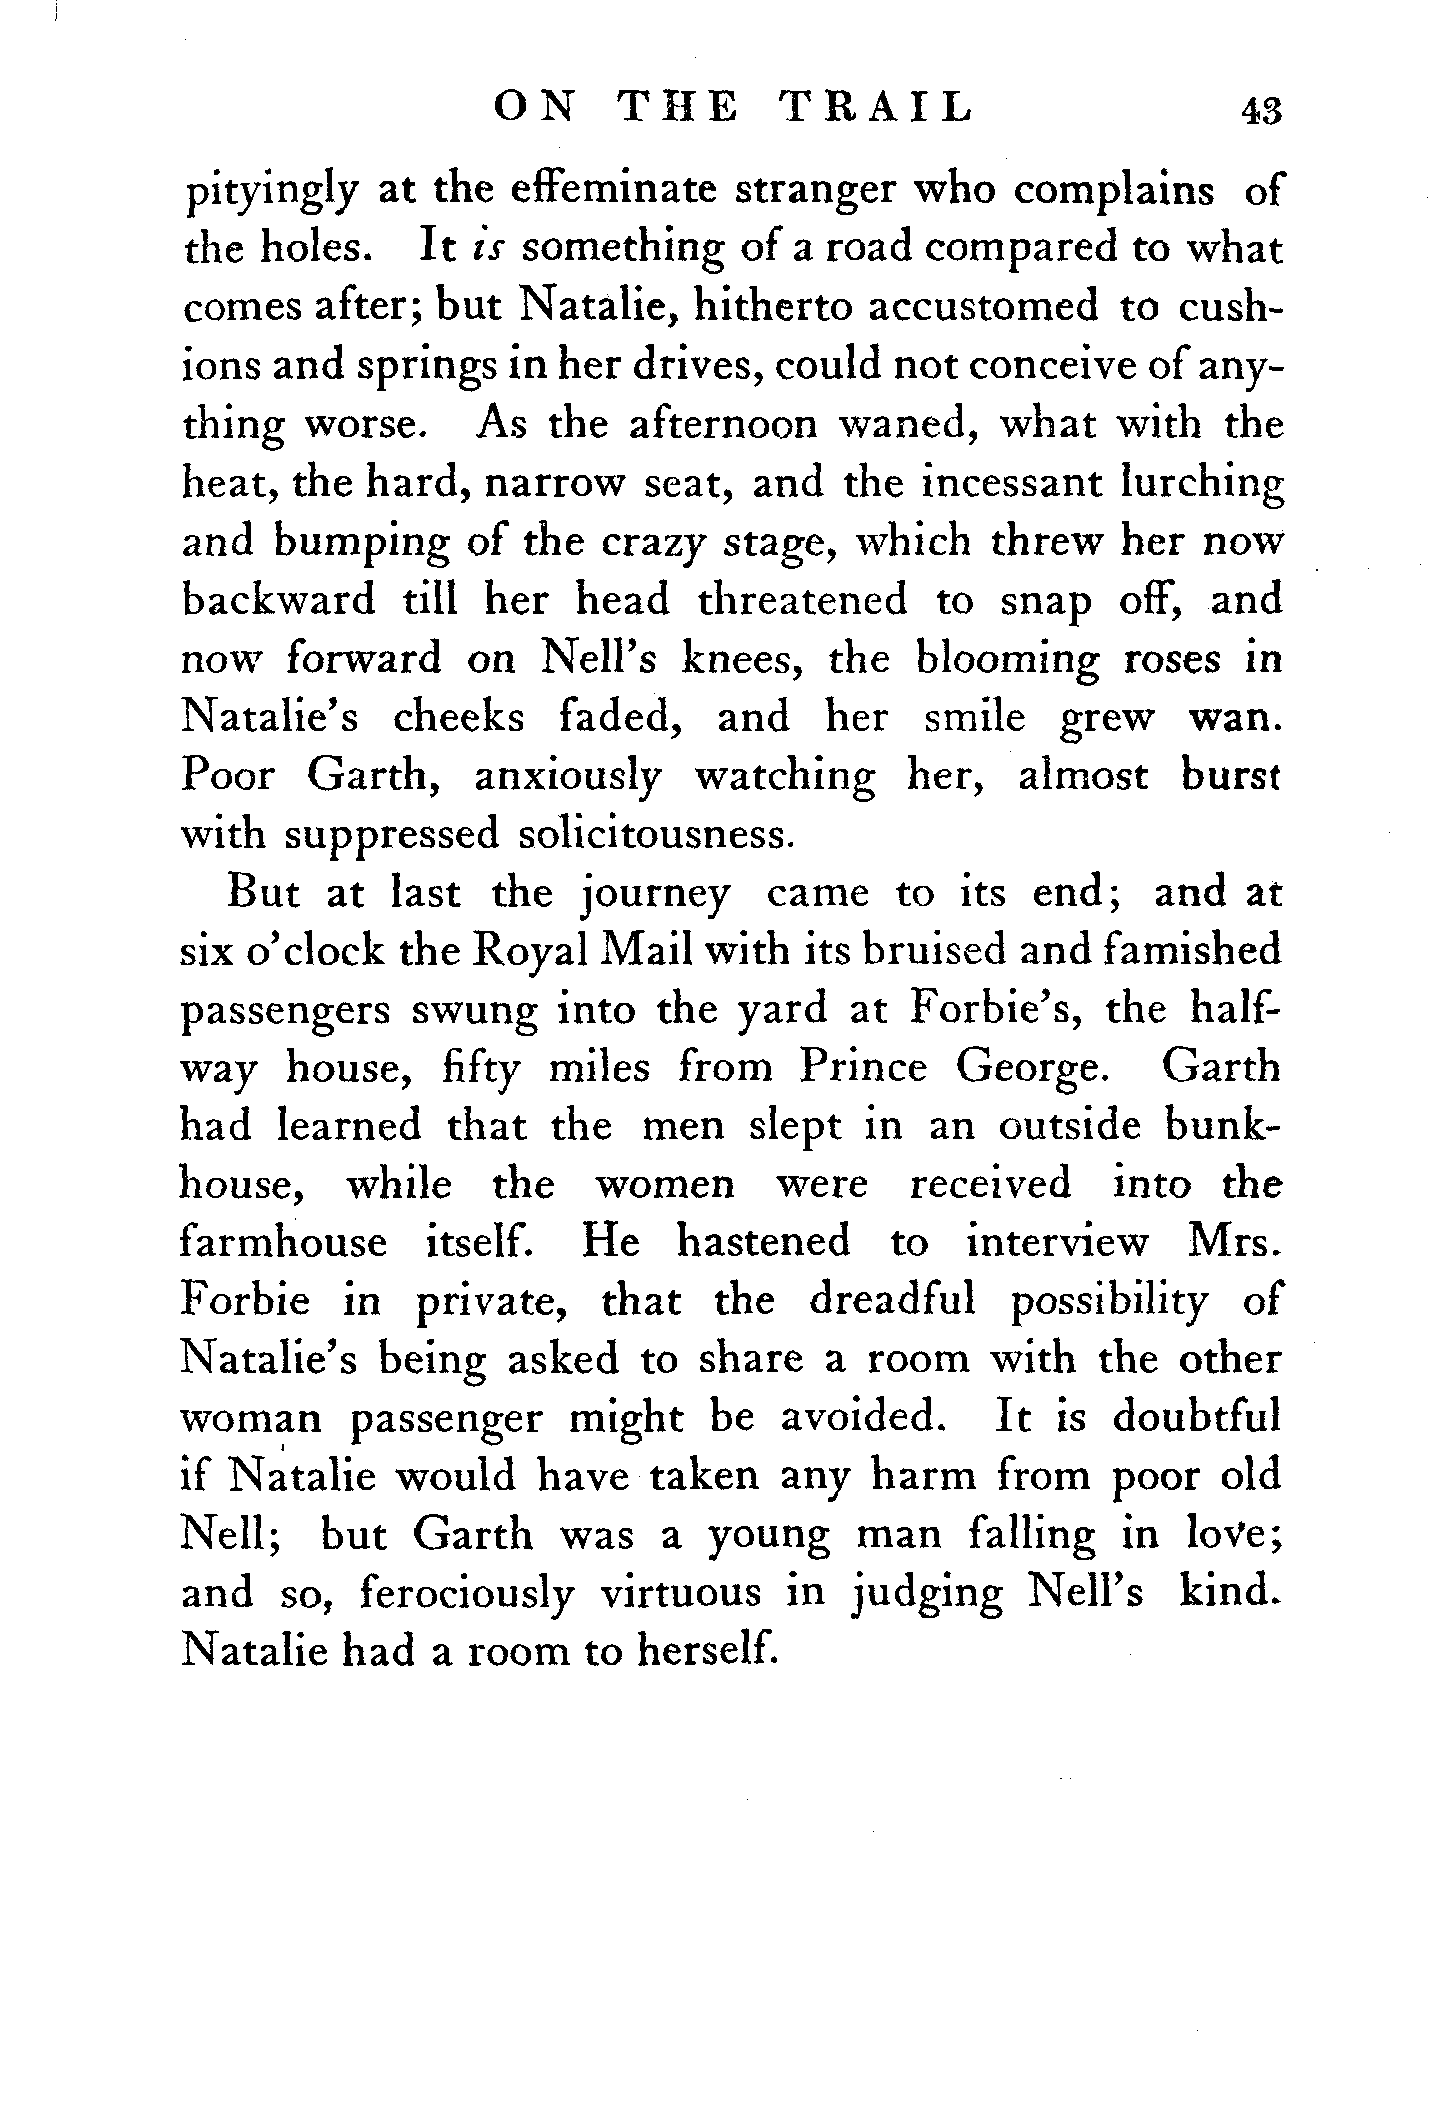 ON THE TRAIL 43
pityingly at the effeminate stranger who complains of
the holes. It is something of a road compared to what
comes after; but Natalie, hitherto accustomed to cush-
ions and springs in her drives, could not conceive of any-
thing worse. As the afternoon waned, what with the
heat, the hard, narrow seat, and the incessant lurching
and bumping of the crazy stage, which threw her now
backward till her head threatened to snap off, and
now forward on Nell's knees, the blooming roses in
Natalie's cheeks faded, and her smile grew wan.
Poor Garth, anxiously watching her, almost burst
with suppressed solicitousness.
But at last the journey came to its end; and at
six o'clock the Royal Mail with its bruised and famished
passengers swung into the yard at Forbie's, the half-
way house, fifty miles from Prince George. Garth
had learned that the men slept in an outside bunk-
house, while the women were received into the
farmhouse itself. He hastened to interview Mrs.
Forbie in private, that the dreadful possibility of
Natalie's being asked to share a room with the other
woman passenger might be avoided. It is doubtful
if Natalie would have taken any harm from poor old
Nell; but Garth was a young man falling in love;
and so, ferociously virtuous in judging Nell's kind.
Natalie had a room to herself.